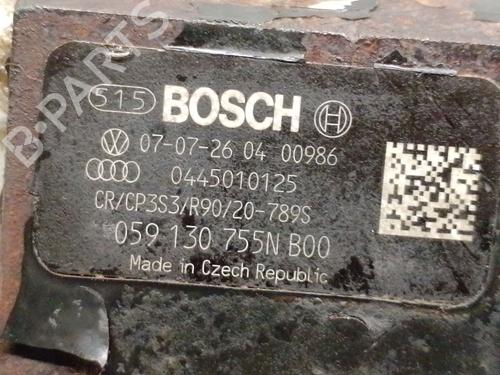 515 BOSCH
07-07-26 04 00986
0445010125
CR/CP3S3/R90/20-789S
059 130 755N B00
Made in Czech Republic
B-PARTS